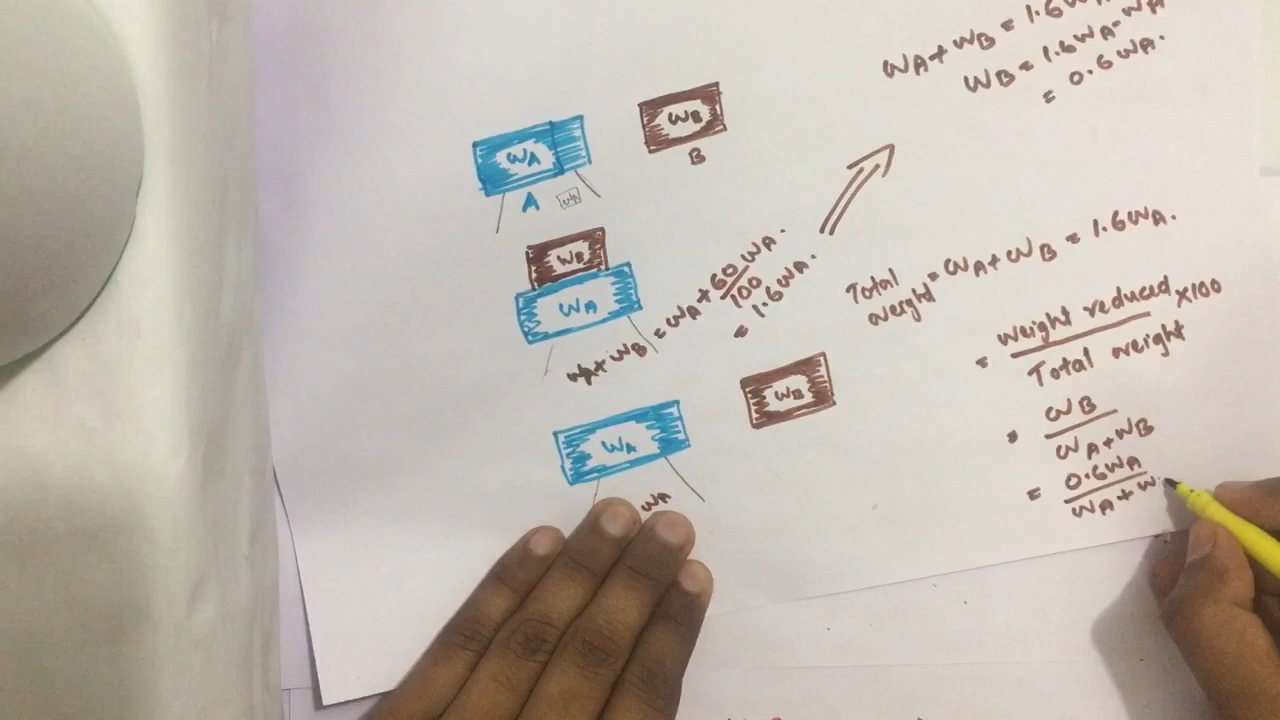 WA+WB = 1.6WA
WB = 1.6WA-WA
= 0.6WA.
WA
A
WA
WB
B
WB
WA
WA+WB = WA+60/100 WA.
= 1.6WA.
Total weight = WA+WB = 1.6WA.
= Weight reduced/Total weight ×100
= WB/WA+WB
= 0.6WA/WA+W
WA
WA
WB